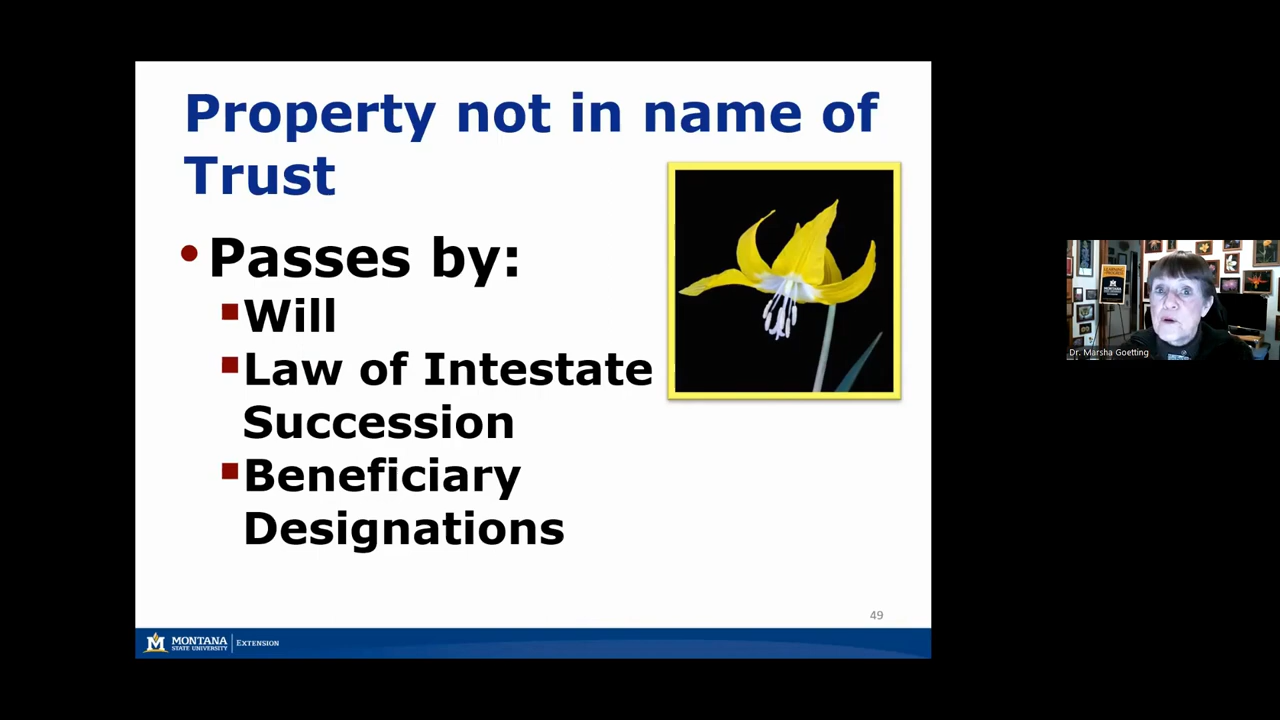 Property not in name of
Trust
Passes by:
Will
Law of Intestate
Succession
Beneficiary
Designations
49
MONTANA
STATE UNIVERSITY
EXTENSION
Dr. Marsha Goetting
MONTANA